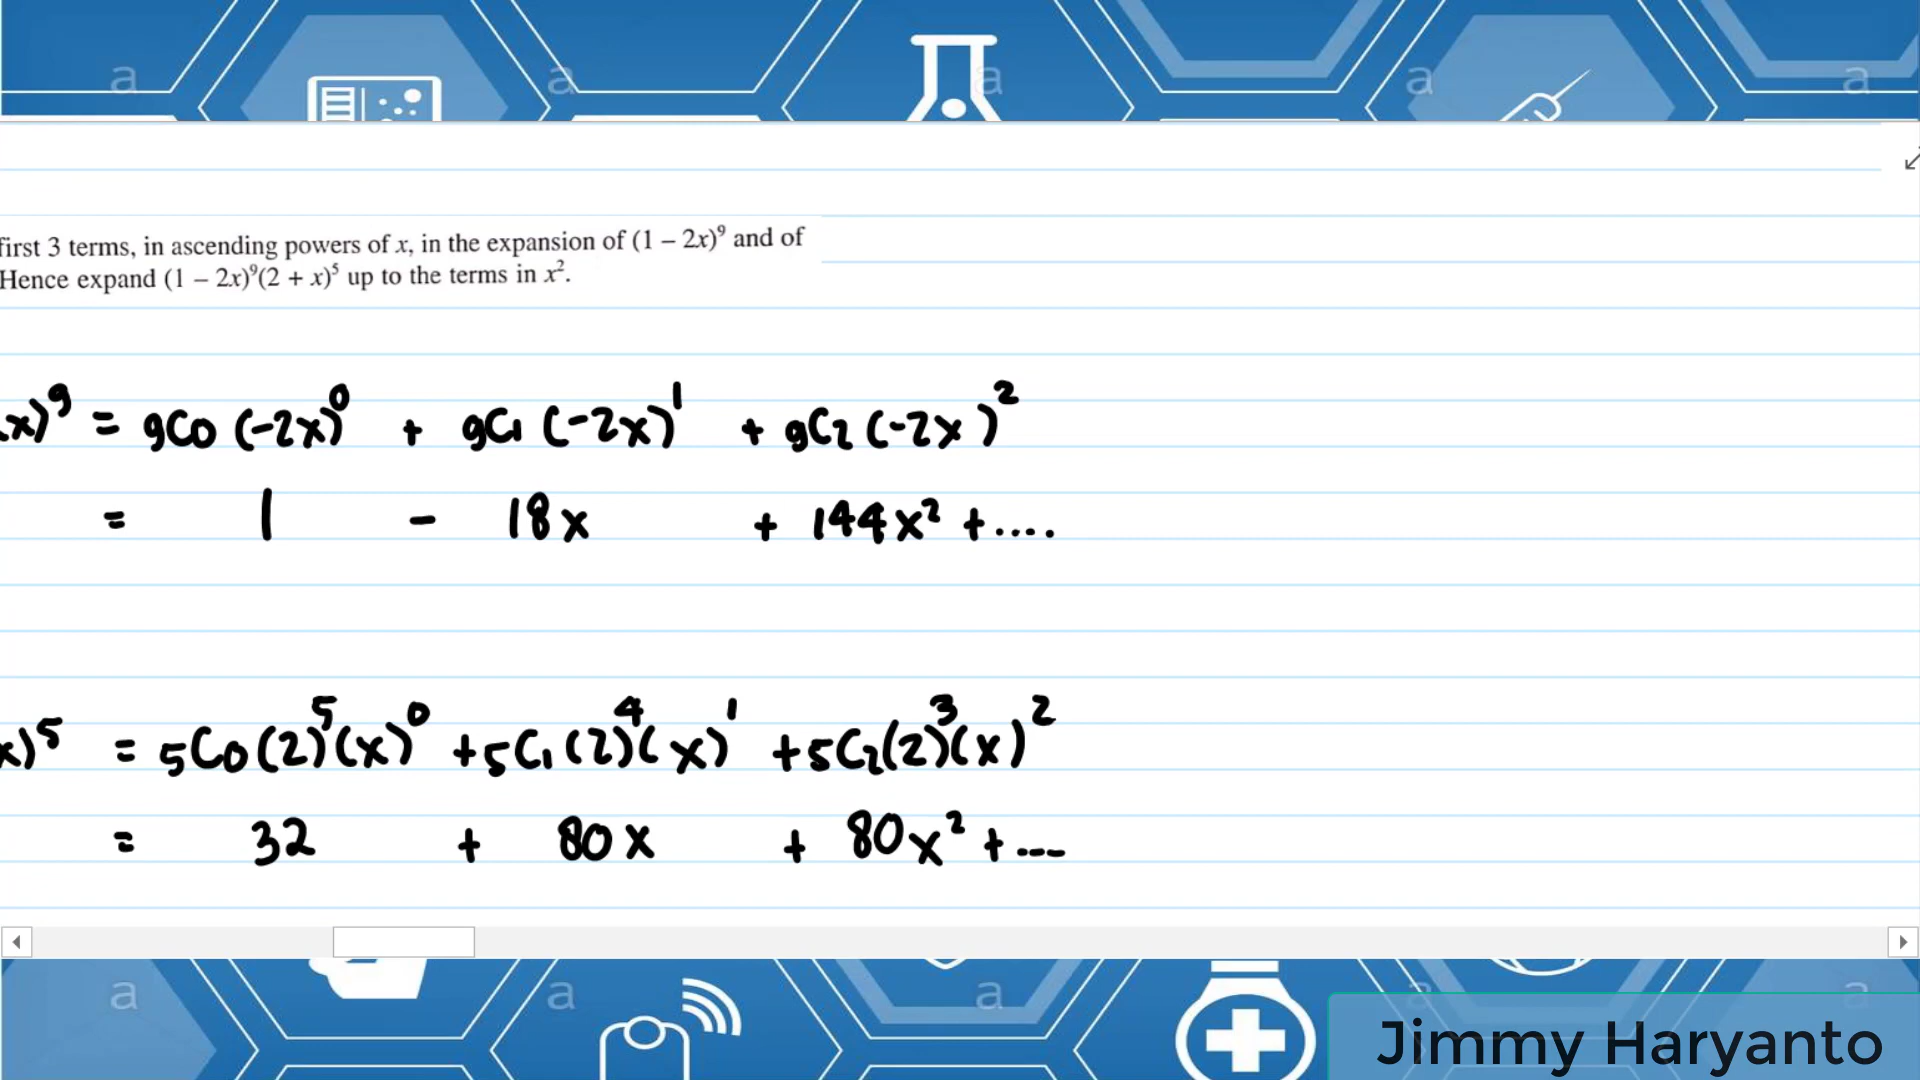 first 3 terms, in ascending powers of x, in the expansion of (1 – 2x)⁹ and of
Hence expand (1 – 2x)⁹(2 + x)⁵ up to the terms in x².
x)⁹ = 9C0 (-2x)⁰ + 9C1 (-2x)¹ + 9C2 (-2x)²
= 1 - 18x + 144x² + ....
x)⁵ = 5C0 (2)⁵(x)⁰ + 5C1 (2)⁴(x)¹ + 5C2(2)³(x)²
= 32 + 80x + 80x² + ---
Jimmy Haryanto
a a a a a
a a a a a